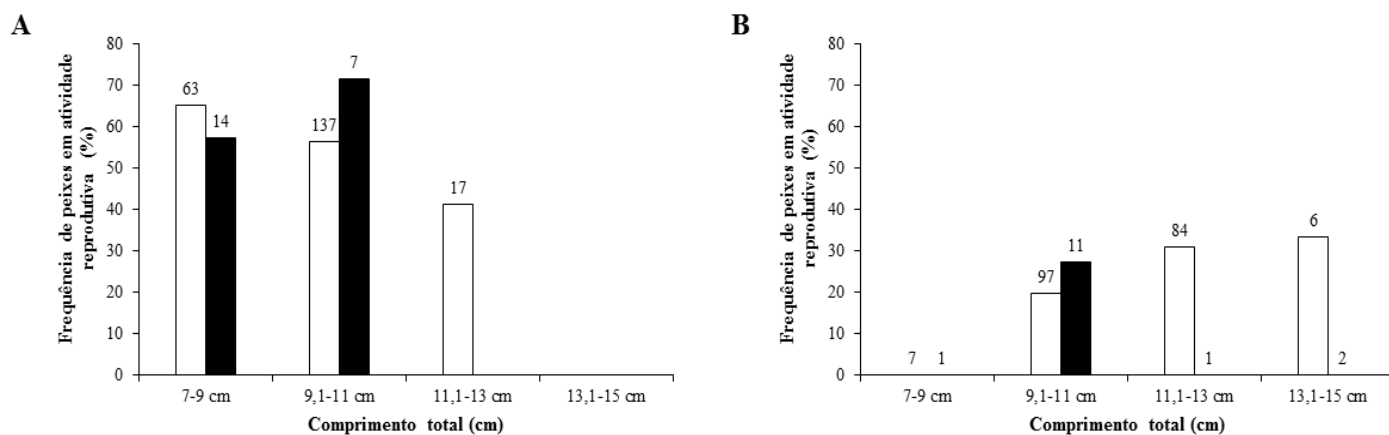 A
Frequência de peixes em atividade
reprodutiva (%)
80
70
60
50
40
30
20
10
0
63
14
137
7
17
7-9 cm
9,1-11 cm
11,1-13 cm
13,1-15 cm
Comprimento total (cm)
B
Frequência de peixes em atividade
reprodutiva (%)
80
70
60
50
40
30
20
10
0
7
1
97
11
84
1
6
2
7-9 cm
9,1-11 cm
11,1-13 cm
13,1-15 cm
Comprimento total (cm)